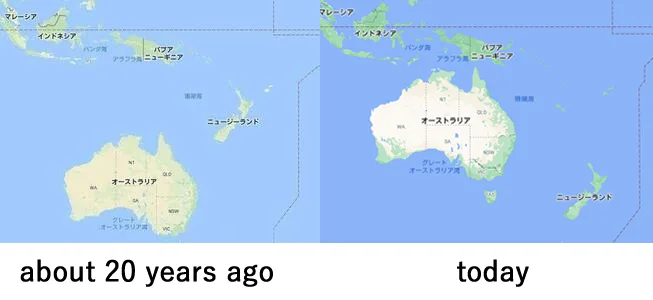 マレーシア
インドネシア
バンダ海
アラフラ海
パプア
ニューギニア
珊瑚海
ニュージーランド
NT
QLD
オーストラリア
WA
SA
NSW
グレート
オーストラリア湾
VIC
マレーシア
インドネシア
バンダ海
アラフラ海
パプア
ニューギニア
珊瑚海
NT
QLD
オーストラリア
WA
SA
NSW
グレート
オーストラリア湾
VIC
ニュージーランド
about 20 years ago
today